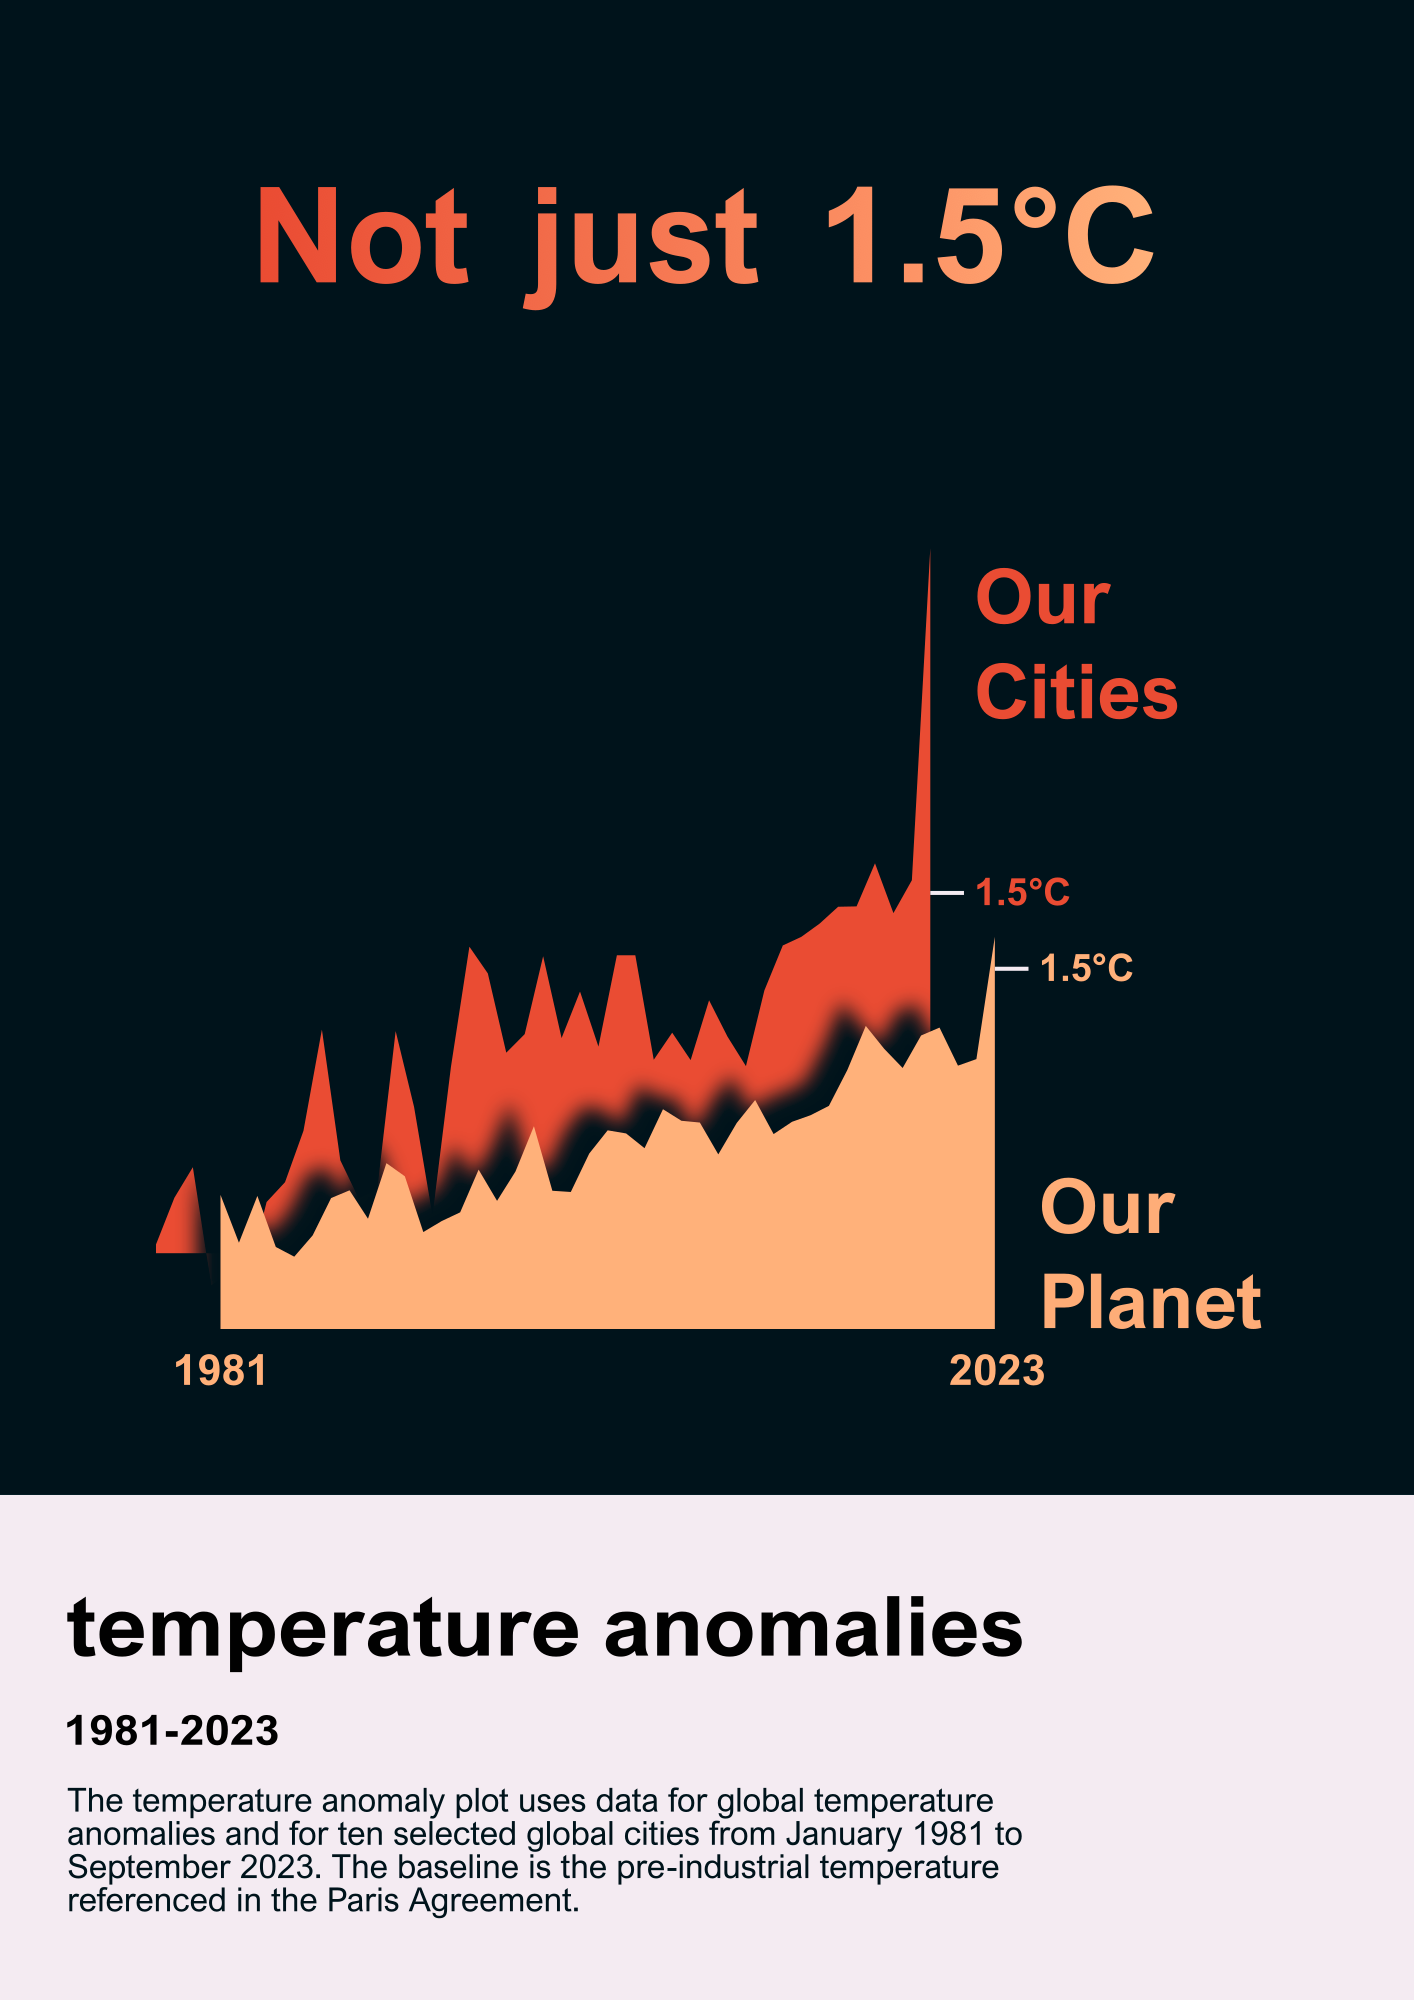 Not just 1.5°C
Our
Cities
1.5°C
1.5°C
Our
Planet
1981
2023
temperature anomalies
1981-2023
The temperature anomaly plot uses data for global temperature
anomalies and for ten selected global cities from January 1981 to
September 2023. The baseline is the pre-industrial temperature
referenced in the Paris Agreement.